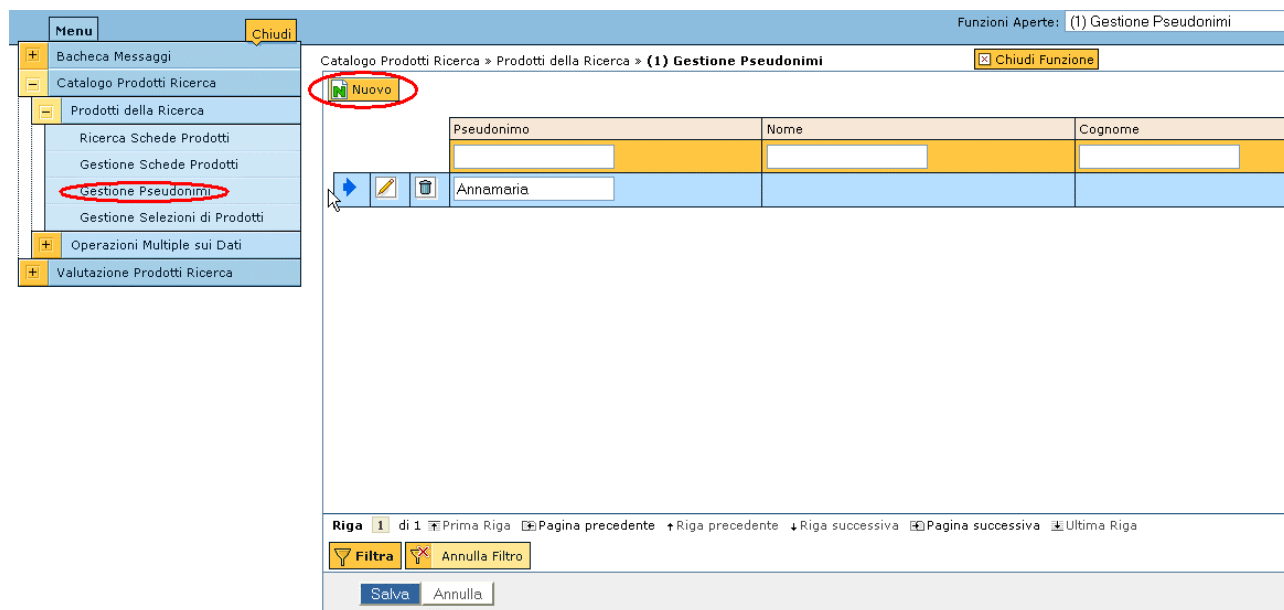 Menu
Chiudi
Funzioni Aperte: (1) Gestione Pseudonimi
Bacheca Messaggi
Catalogo Prodotti Ricerca
Prodotti della Ricerca
Ricerca Schede Prodotti
Gestione Schede Prodotti
Gestione Pseudonimi
Gestione Selezioni di Prodotti
Operazioni Multiple sui Dati
Valutazione Prodotti Ricerca
Catalogo Prodotti Ricerca » Prodotti della Ricerca » (1) Gestione Pseudonimi
Chiudi Funzione
N Nuovo
Pseudonimo Nome Cognome
Annamaria
Riga 1 di 1 Prima Riga Pagina precedente Riga precedente Riga successiva Pagina successiva Ultima Riga
Filtra Annulla Filtro
Salva Annulla